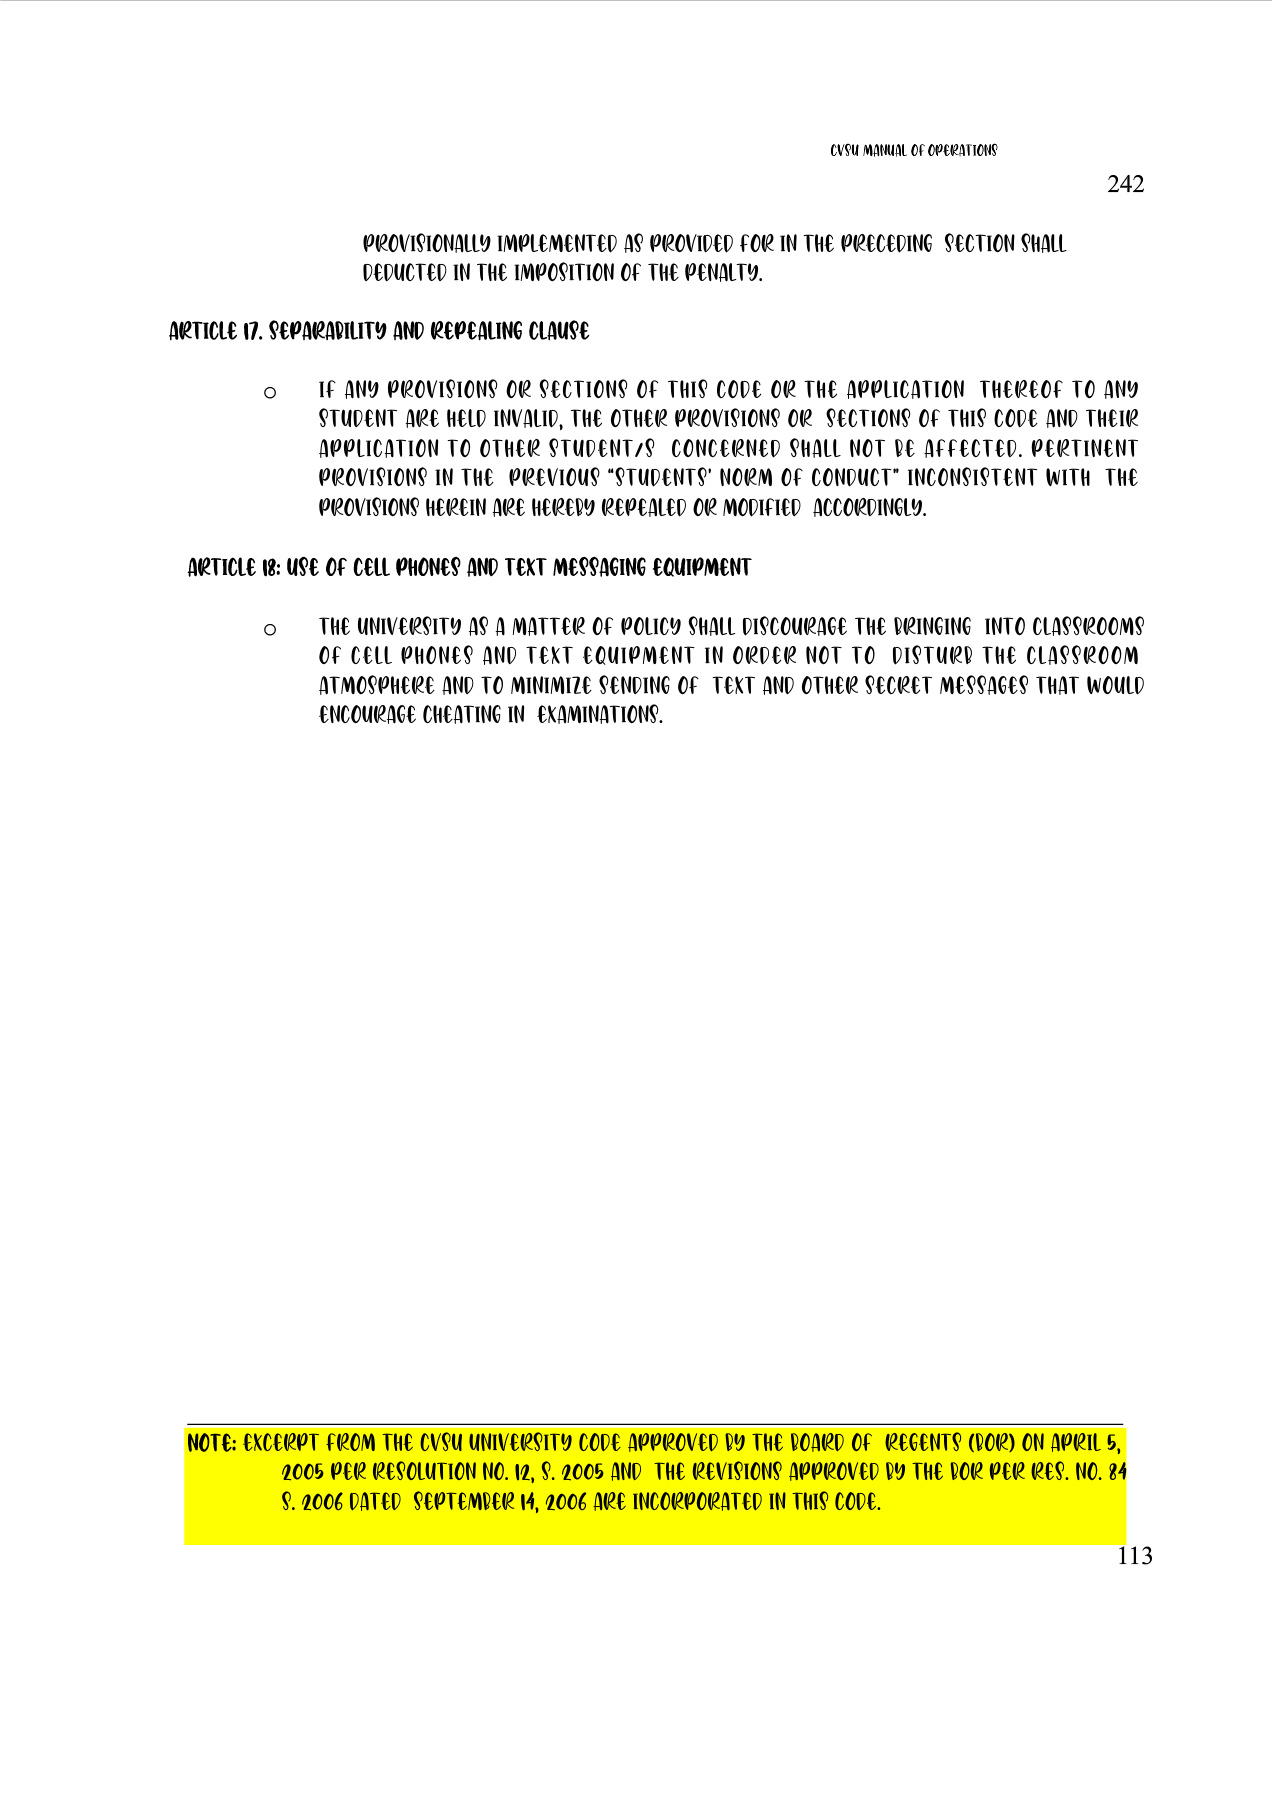 CVSU MANUAL OF OPERATIONS
242
PROVISIONALLY IMPLEMENTED AS PROVIDED FOR IN THE PRECEDING SECTION SHALL
DEDUCTED IN THE IMPOSITION OF THE PENALTY.
ARTICLE 17. SEPARABILITY AND REPEALING CLAUSE
○ IF ANY PROVISIONS OR SECTIONS OF THIS CODE OR THE APPLICATION THEREOF TO ANY
STUDENT ARE HELD INVALID, THE OTHER PROVISIONS OR SECTIONS OF THIS CODE AND THEIR
APPLICATION TO OTHER STUDENT/S CONCERNED SHALL NOT BE AFFECTED. PERTINENT
PROVISIONS IN THE PREVIOUS "STUDENTS' NORM OF CONDUCT" INCONSISTENT WITH THE
PROVISIONS HEREIN ARE HEREBY REPEALED OR MODIFIED ACCORDINGLY.
ARTICLE 18: USE OF CELL PHONES AND TEXT MESSAGING EQUIPMENT
○ THE UNIVERSITY AS A MATTER OF POLICY SHALL DISCOURAGE THE BRINGING INTO CLASSROOMS
OF CELL PHONES AND TEXT EQUIPMENT IN ORDER NOT TO DISTURB THE CLASSROOM
ATMOSPHERE AND TO MINIMIZE SENDING OF TEXT AND OTHER SECRET MESSAGES THAT WOULD
ENCOURAGE CHEATING IN EXAMINATIONS.
NOTE: EXCERPT FROM THE CVSU UNIVERSITY CODE APPROVED BY THE BOARD OF REGENTS (BOR) ON APRIL 5,
2005 PER RESOLUTION NO. 12, S. 2005 AND THE REVISIONS APPROVED BY THE BOR PER RES. NO. 84
S. 2006 DATED SEPTEMBER 14, 2006 ARE INCORPORATED IN THIS CODE.
113